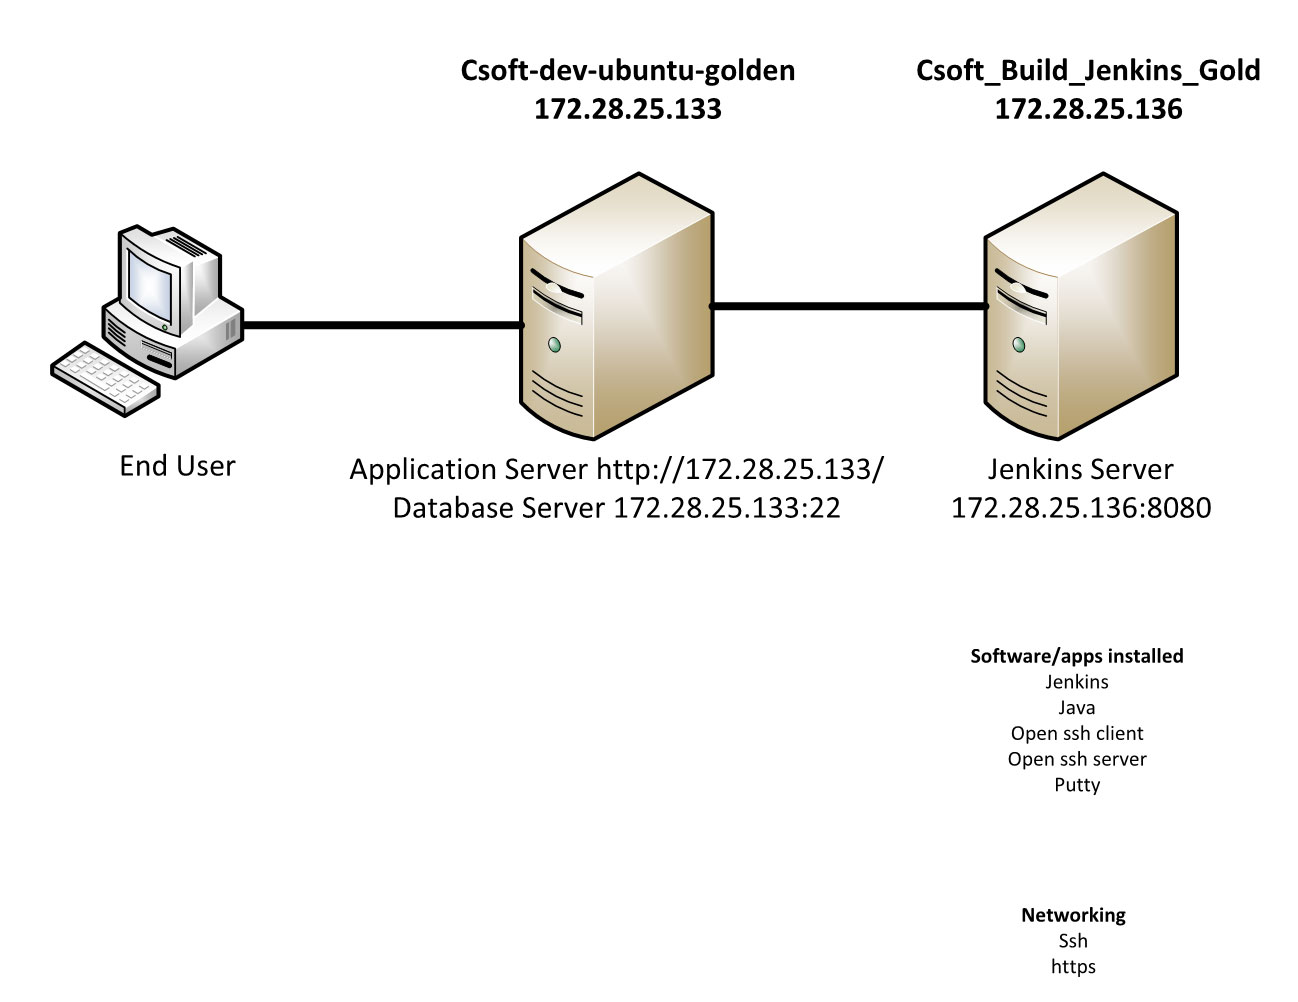 Csoft-dev-ubuntu-golden
172.28.25.133
Csoft_Build_Jenkins_Gold
172.28.25.136
End User
Application Server http://172.28.25.133/
Database Server 172.28.25.133:22
Jenkins Server
172.28.25.136:8080
Software/apps installed
Jenkins
Java
Open ssh client
Open ssh server
Putty
Networking
Ssh
https